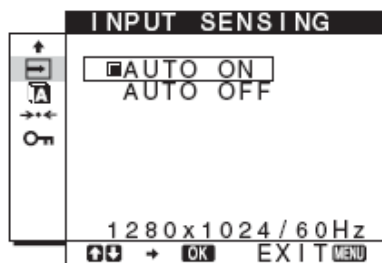 INPUT SENSING
AUTO ON
AUTO OFF
1280x1024/60Hz
OK EXIT MENU